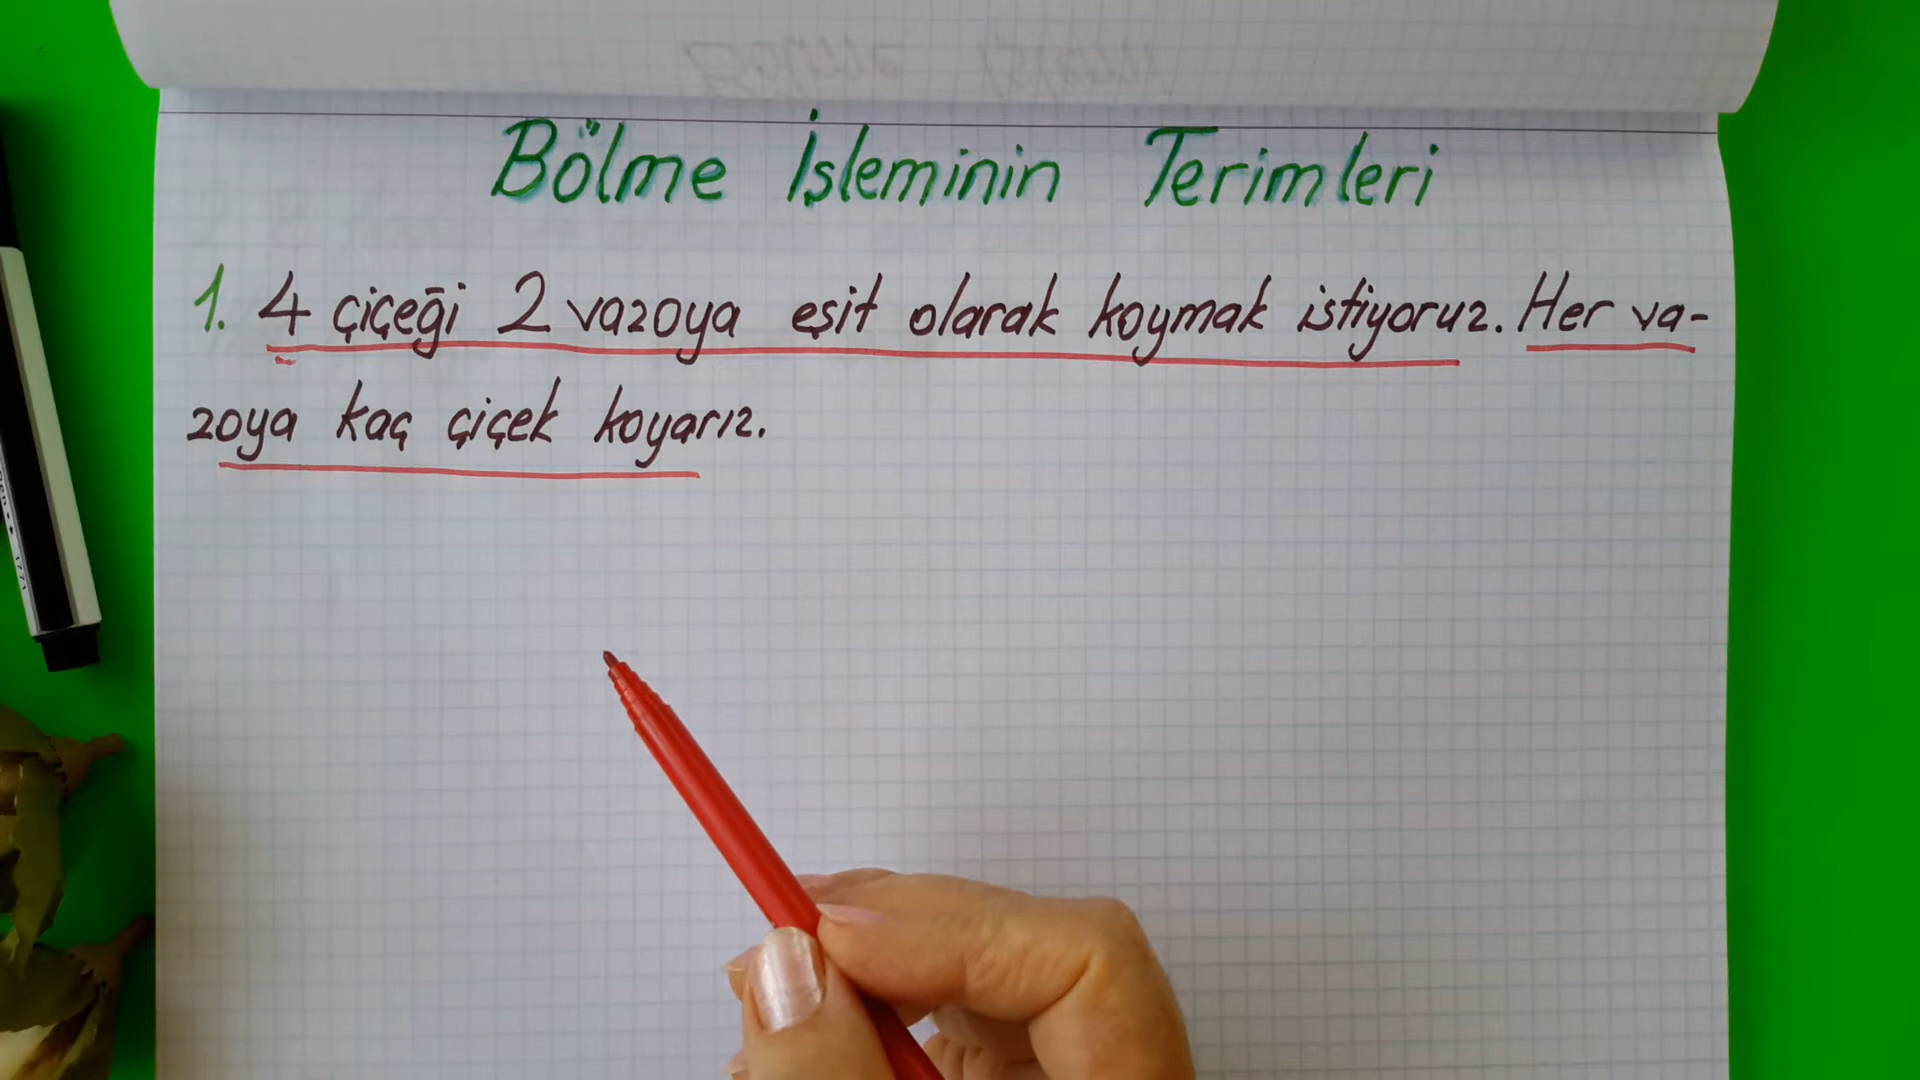 Bölme İşleminin Terimleri
1. 4 çiçeği 2 vazoya eşit olarak koymak istiyoruz. Her va-
zoya kaç çiçek koyarız.